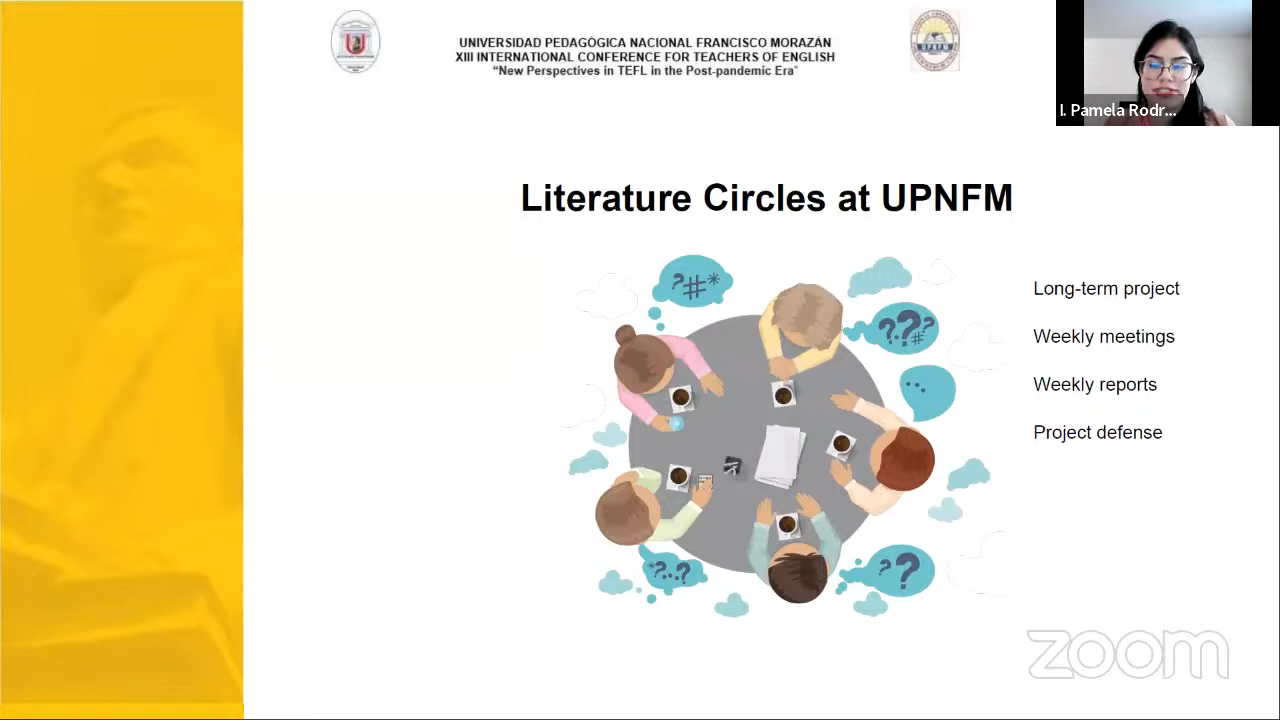 UNIVERSIDAD PEDAGÓGICA NACIONAL FRANCISCO MORAZÁN
XIII INTERNATIONAL CONFERENCE FOR TEACHERS OF ENGLISH
“New Perspectives in TEFL in the Post-pandemic Era”
UPNFM
I. Pamela Rodr...
Literature Circles at UPNFM
?#*
???#
...
Long-term project
Weekly meetings
Weekly reports
Project defense
*?..?
??
zoom